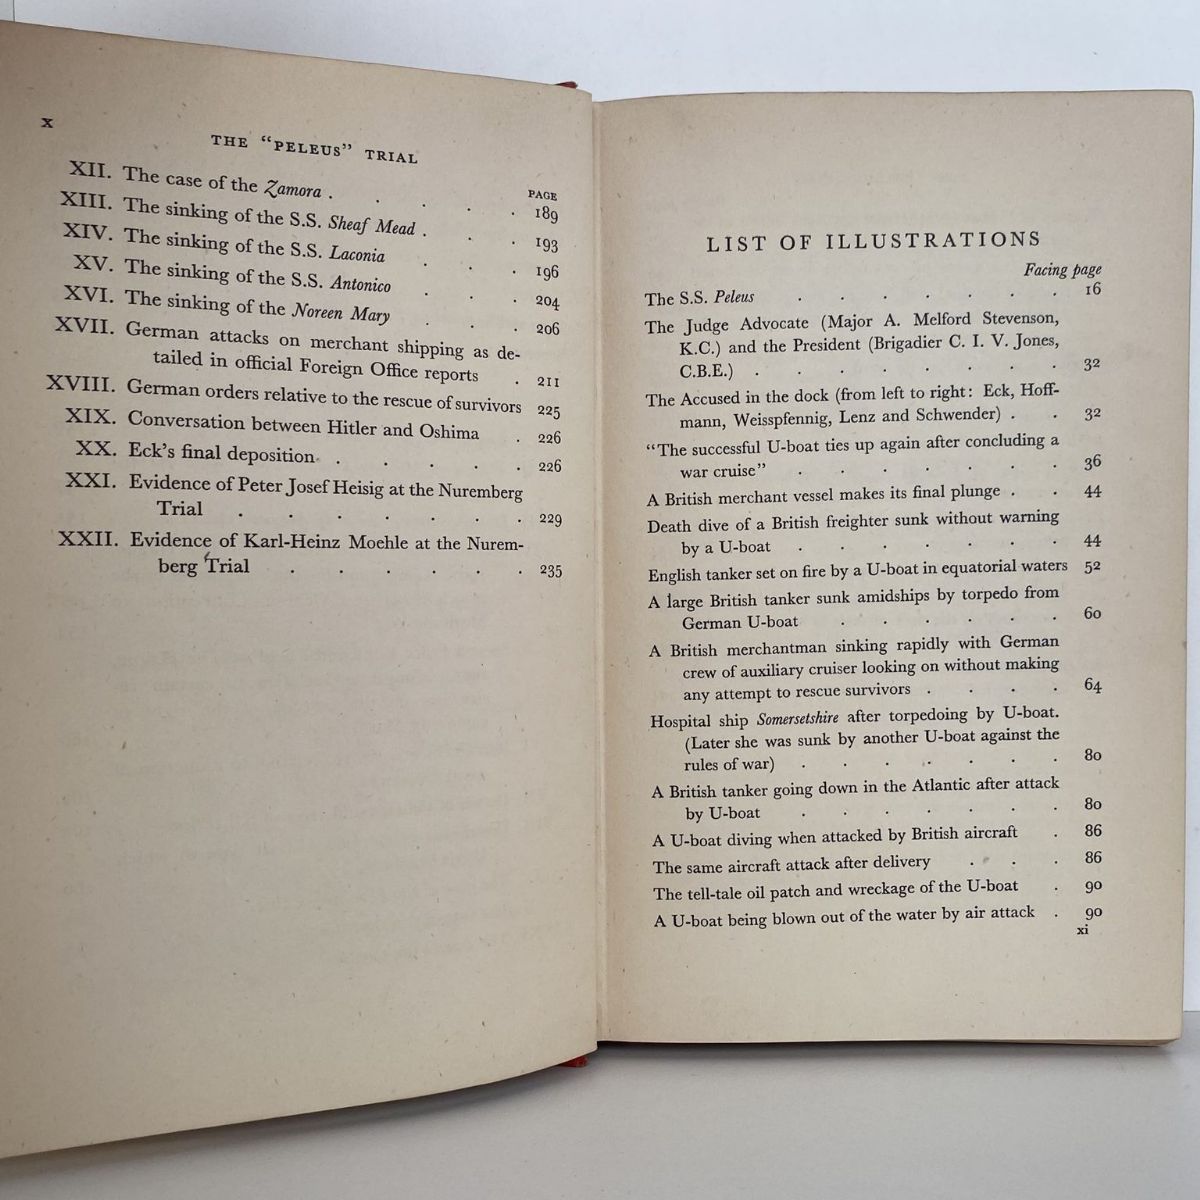 x
THE "PELEUS" TRIAL
PAGE
XII. The case of the Zamora . . . . . 189
XIII. The sinking of the S.S. Sheaf Mead . . . 193
XIV. The sinking of the S.S. Laconia . . . 196
XV. The sinking of the S.S. Antonico . . . 204
XVI. The sinking of the Noreen Mary . . . 206
XVII. German attacks on merchant shipping as de-
tailed in official Foreign Office reports . 211
XVIII. German orders relative to the rescue of survivors 225
XIX. Conversation between Hitler and Oshima . 226
XX. Eck's final deposition . . . . . 226
XXI. Evidence of Peter Josef Heisig at the Nuremberg
Trial . . . . . . 229
XXII. Evidence of Karl-Heinz Moehle at the Nurem-
berg Trial . . . . . 235
LIST OF ILLUSTRATIONS
Facing page
The S.S. Peleus . . . . . . . 16
The Judge Advocate (Major A. Melford Stevenson,
K.C.) and the President (Brigadier C. I. V. Jones,
C.B.E.) . . . . . . . . 32
The Accused in the dock (from left to right: Eck, Hoff-
mann, Weisspfennig, Lenz and Schwender) . . 32
"The successful U-boat ties up again after concluding a
war cruise" . . . . . . . 36
A British merchant vessel makes its final plunge . . 44
Death dive of a British freighter sunk without warning
by a U-boat . . . . . . . 44
English tanker set on fire by a U-boat in equatorial waters 52
A large British tanker sunk amidships by torpedo from
German U-boat . . . . . . 60
A British merchantman sinking rapidly with German
crew of auxiliary cruiser looking on without making
any attempt to rescue survivors . . . . 64
Hospital ship Somersetshire after torpedoing by U-boat.
(Later she was sunk by another U-boat against the
rules of war) . . . . . . . 80
A British tanker going down in the Atlantic after attack
by U-boat . . . . . . . 80
A U-boat diving when attacked by British aircraft . 86
The same aircraft attack after delivery . . . 86
The tell-tale oil patch and wreckage of the U-boat . 90
A U-boat being blown out of the water by air attack . 90
xi